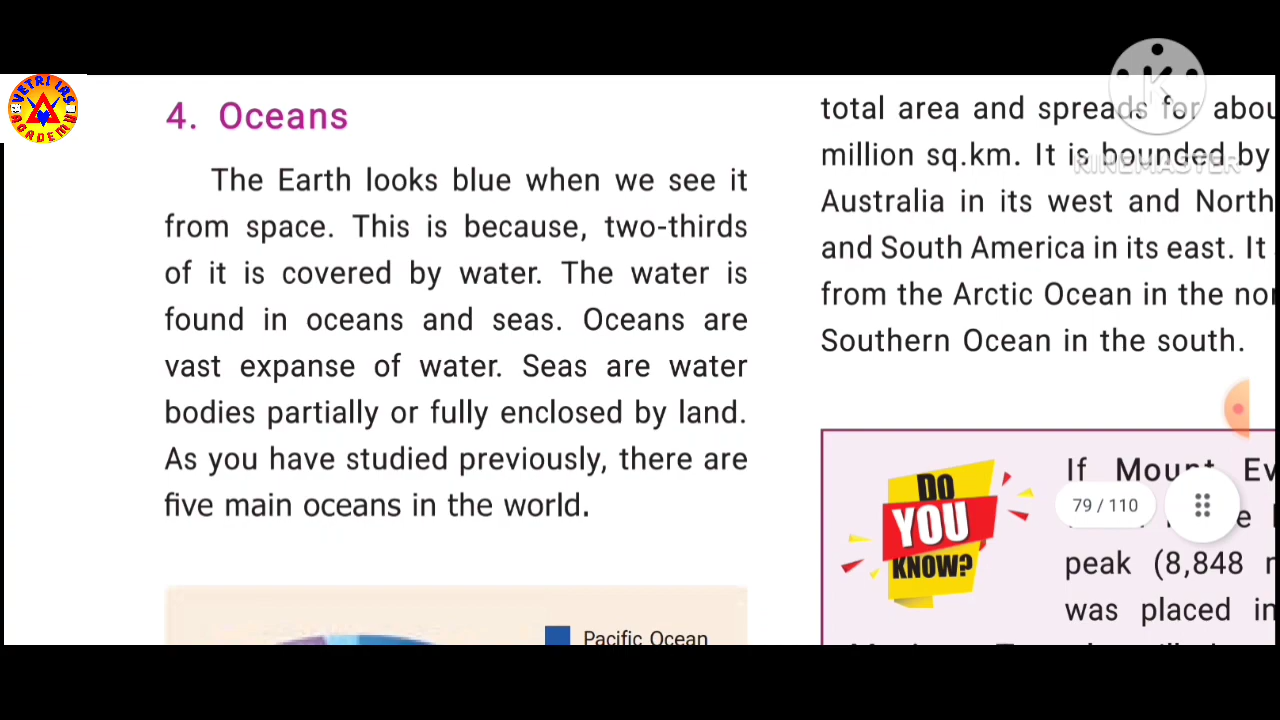 VETRI IAS
ACADEMY
4. Oceans
The Earth looks blue when we see it
from space. This is because, two-thirds
of it is covered by water. The water is
found in oceans and seas. Oceans are
vast expanse of water. Seas are water
bodies partially or fully enclosed by land.
As you have studied previously, there are
five main oceans in the world.
Pacific Ocean
total area and spreads for abou
million sq.km. It is bounded by
Australia in its west and North
and South America in its east. It
from the Arctic Ocean in the nor
Southern Ocean in the south.
KINEMASTER
DO
YOU
KNOW?
If Mount Ev
79 / 110
peak (8,848 m
was placed in